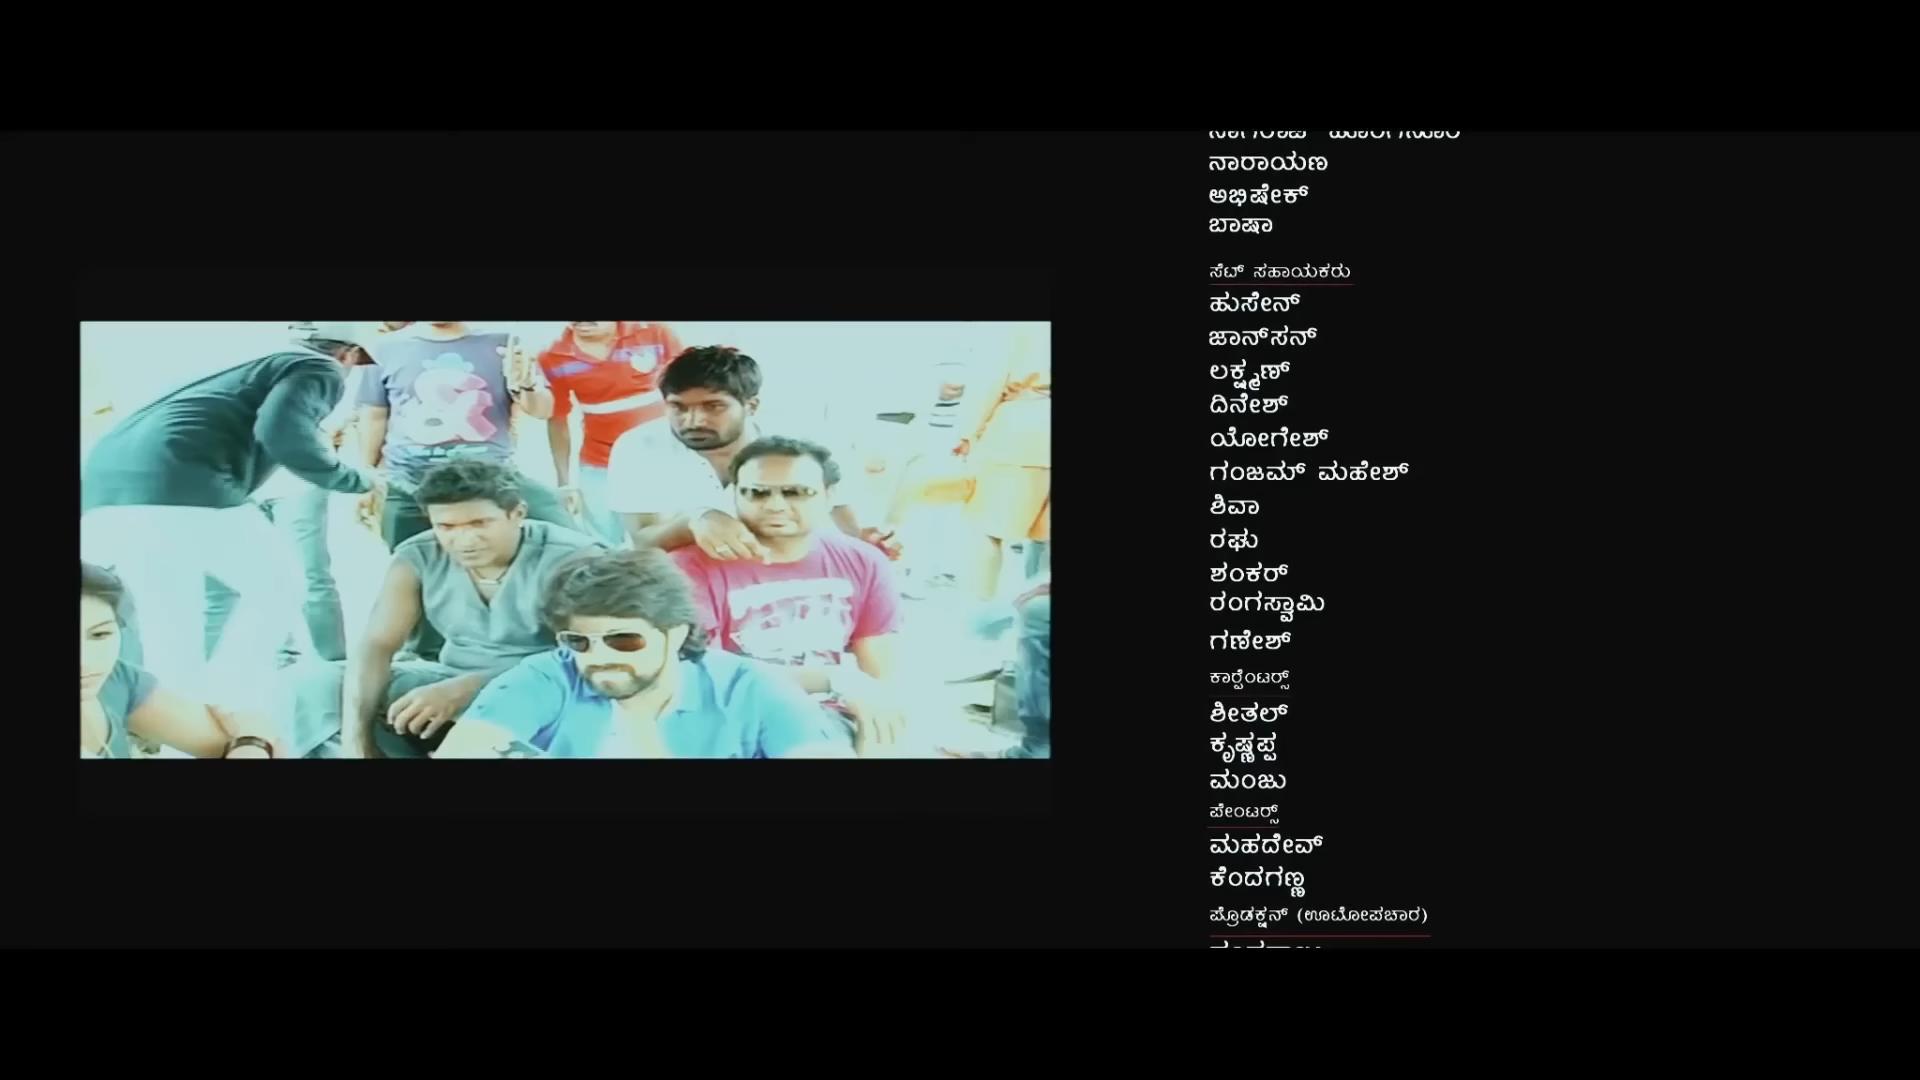 ನಾರಾಯಣ
ಅಭಿಷೇಕ್
ಬಾಷಾ
ಸೆಟ್ ಸಹಾಯಕರು
ಹುಸೇನ್
ಜಾನ್‌ಸನ್
ಲಕ್ಷ್ಮಣ್
ದಿನೇಶ್
ಯೋಗೇಶ್
ಗಂಜಮ್ ಮಹೇಶ್
ಶಿವಾ
ರಘು
ಶಂಕರ್
ರಂಗಸ್ವಾಮಿ
ಗಣೇಶ್
ಕಾರ್‍ಪೆಂಟರ್‍ಸ್
ಶೀತಲ್
ಕೃಷ್ಣಪ್ಪ
ಮಂಜು
ಪೇಂಟರ್‍ಸ್
ಮಹದೇವ್
ಕೆಂದಗಣ್ಣ
ಪ್ರೊಡಕ್ಷನ್ (ಊಟೋಪಚಾರ)